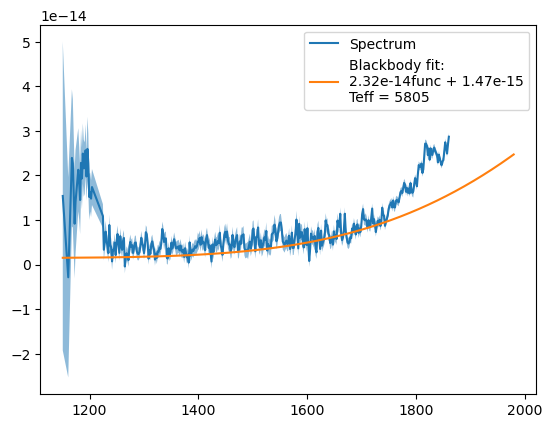 1e−14
Spectrum
Blackbody fit:
2.32e-14func + 1.47e-15
Teff = 5805
5
4
3
2
1
0
−1
−2
1200
1400
1600
1800
2000